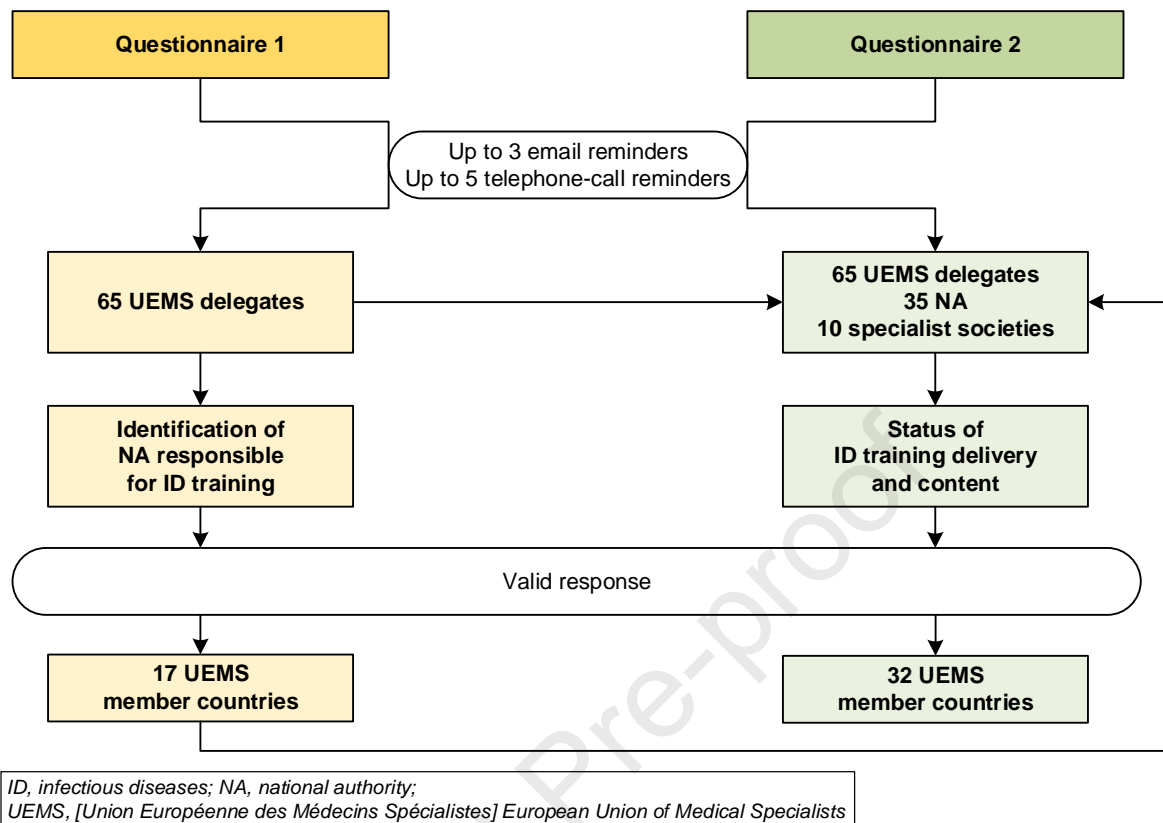 Questionnaire 1
Questionnaire 2
Up to 3 email reminders
Up to 5 telephone-call reminders
65 UEMS delegates
65 UEMS delegates
35 NA
10 specialist societies
Identification of
NA responsible
for ID training
Status of
ID training delivery
and content
Valid response
17 UEMS
member countries
32 UEMS
member countries
Pre-proof
ID, infectious diseases; NA, national authority;
UEMS, [Union Européenne des Médecins Spécialistes] European Union of Medical Specialists